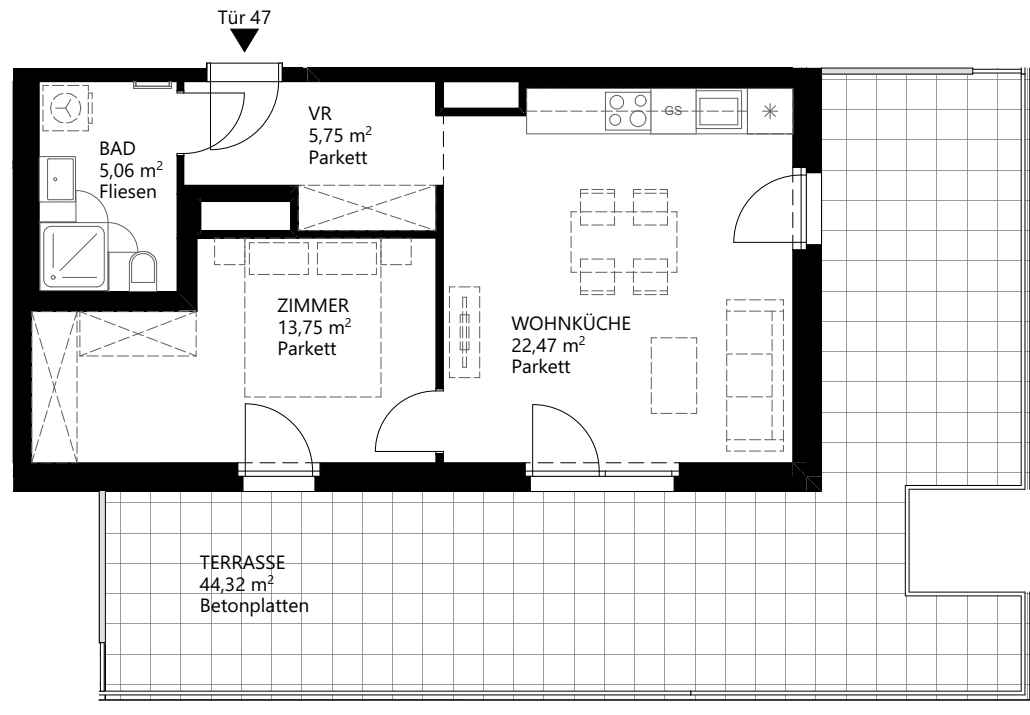 Tür 47
VR
5,75 m²
Parkett
BAD
5,06 m²
Fliesen
GS
ZIMMER
13,75 m²
Parkett
WOHNKÜCHE
22,47 m²
Parkett
TERRASSE
44,32 m²
Betonplatten